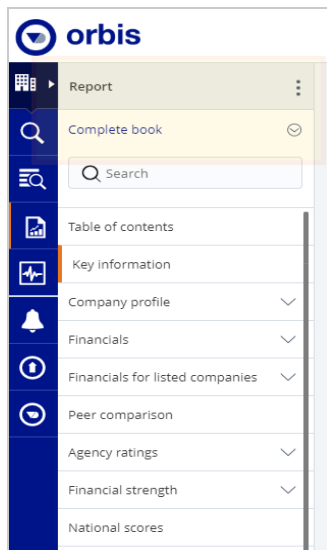 orbis
Report
Complete book
Search
Table of contents
Key information
Company profile
Financials
Financials for listed companies
Peer comparison
Agency ratings
Financial strength
National scores